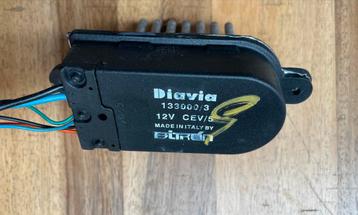 Diavia
133000/3
12V CEV/5
MADE IN ITALY BY
Bitron